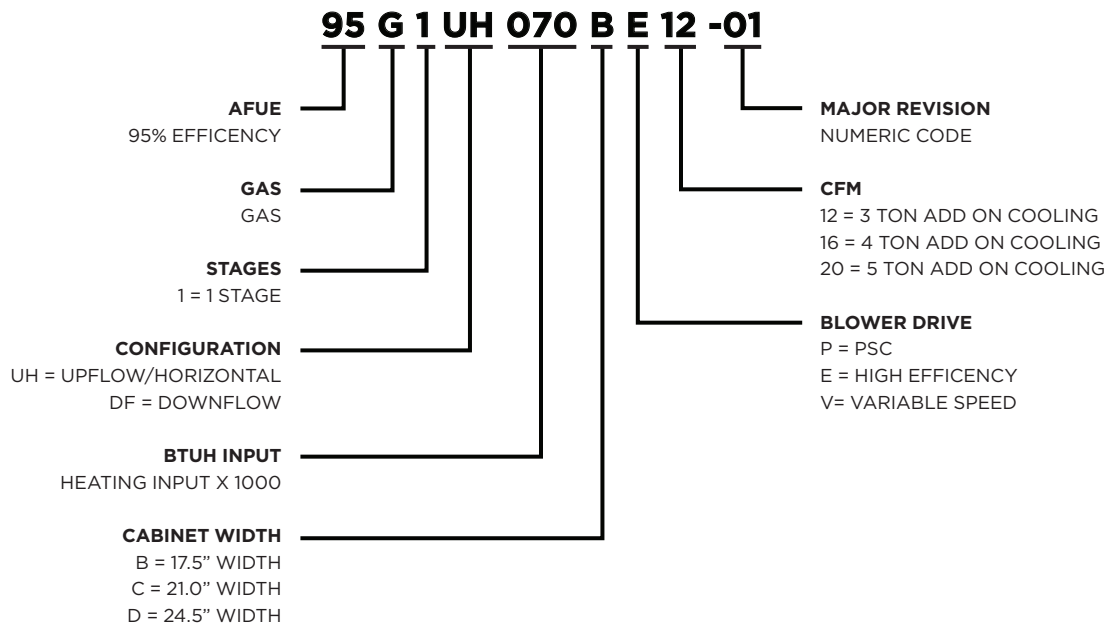 95 G 1 UH 070 B E 12 -01
AFUE
95% EFFICENCY
GAS
GAS
STAGES
1 = 1 STAGE
CONFIGURATION
UH = UPFLOW/HORIZONTAL
DF = DOWNFLOW
BTUH INPUT
HEATING INPUT X 1000
CABINET WIDTH
B = 17.5” WIDTH
C = 21.0” WIDTH
D = 24.5” WIDTH
MAJOR REVISION
NUMERIC CODE
CFM
12 = 3 TON ADD ON COOLING
16 = 4 TON ADD ON COOLING
20 = 5 TON ADD ON COOLING
BLOWER DRIVE
P = PSC
E = HIGH EFFICENCY
V= VARIABLE SPEED